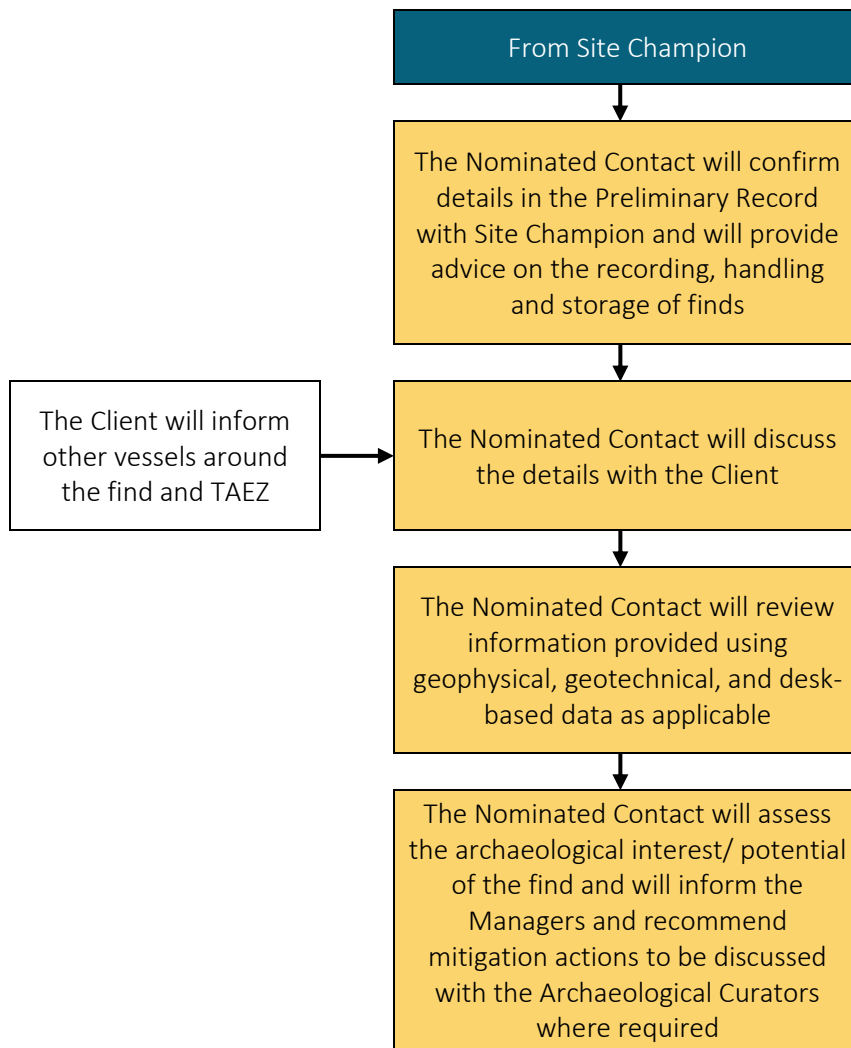 From Site Champion
The Nominated Contact will confirm
details in the Preliminary Record
with Site Champion and will provide
advice on the recording, handling
and storage of finds
The Client will inform
other vessels around
the find and TAEZ
The Nominated Contact will discuss
the details with the Client
The Nominated Contact will review
information provided using
geophysical, geotechnical, and desk-
based data as applicable
The Nominated Contact will assess
the archaeological interest/ potential
of the find and will inform the
Managers and recommend
mitigation actions to be discussed
with the Archaeological Curators
where required